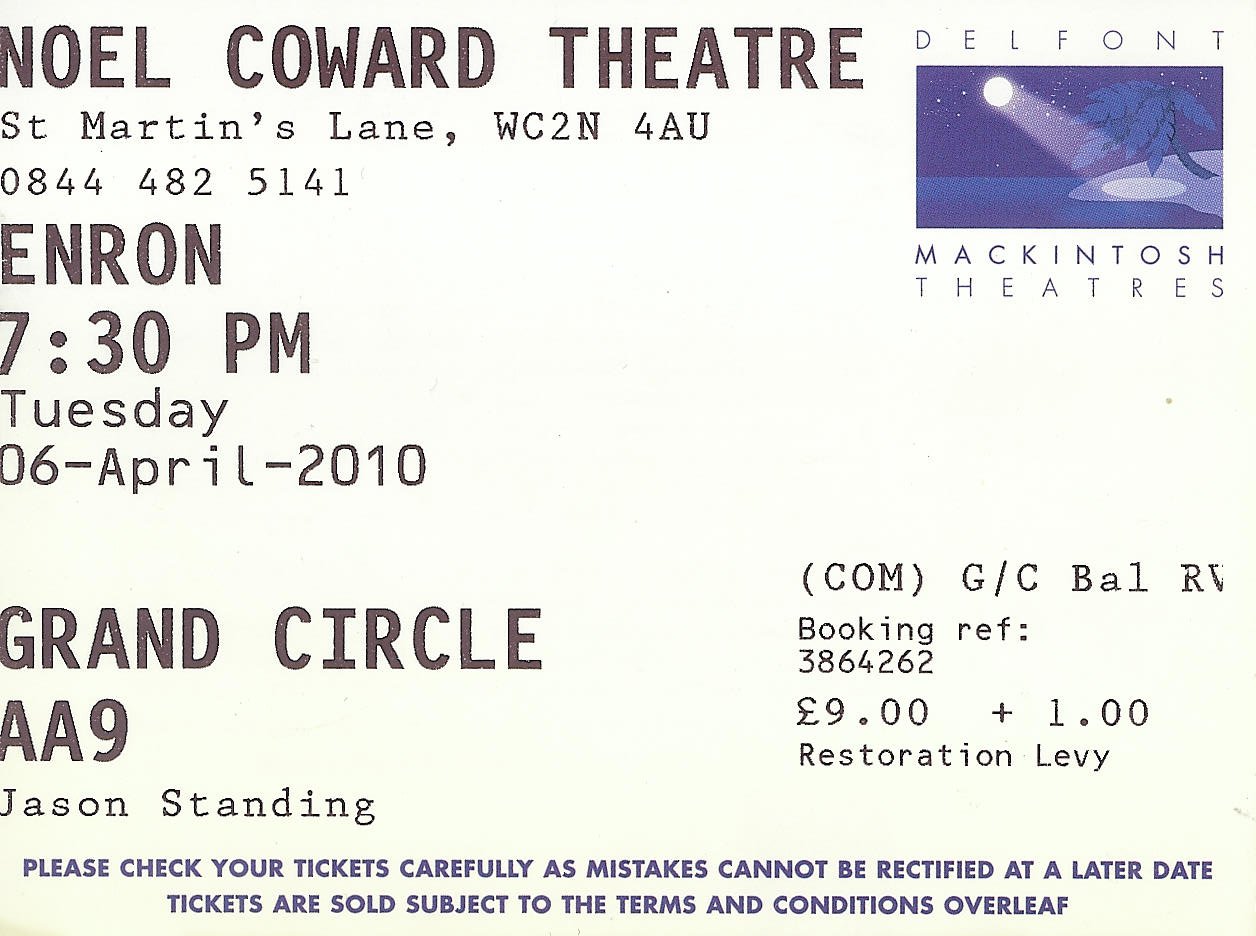 NOEL COWARD THEATRE
St Martin's Lane, WC2N 4AU
0844 482 5141
ENRON
7:30 PM
Tuesday
06-April-2010
DELFONT
MACKINTOSH
THEATRES
GRAND CIRCLE
AA9
Jason Standing
(COM) G/C Bal
Booking ref:
3864262
£9.00 + 1.00
Restoration Levy
PLEASE CHECK YOUR TICKETS CAREFULLY AS MISTAKES CANNOT BE RECTIFIED AT A LATER DATE
TICKETS ARE SOLD SUBJECT TO THE TERMS AND CONDITIONS OVERLEAF